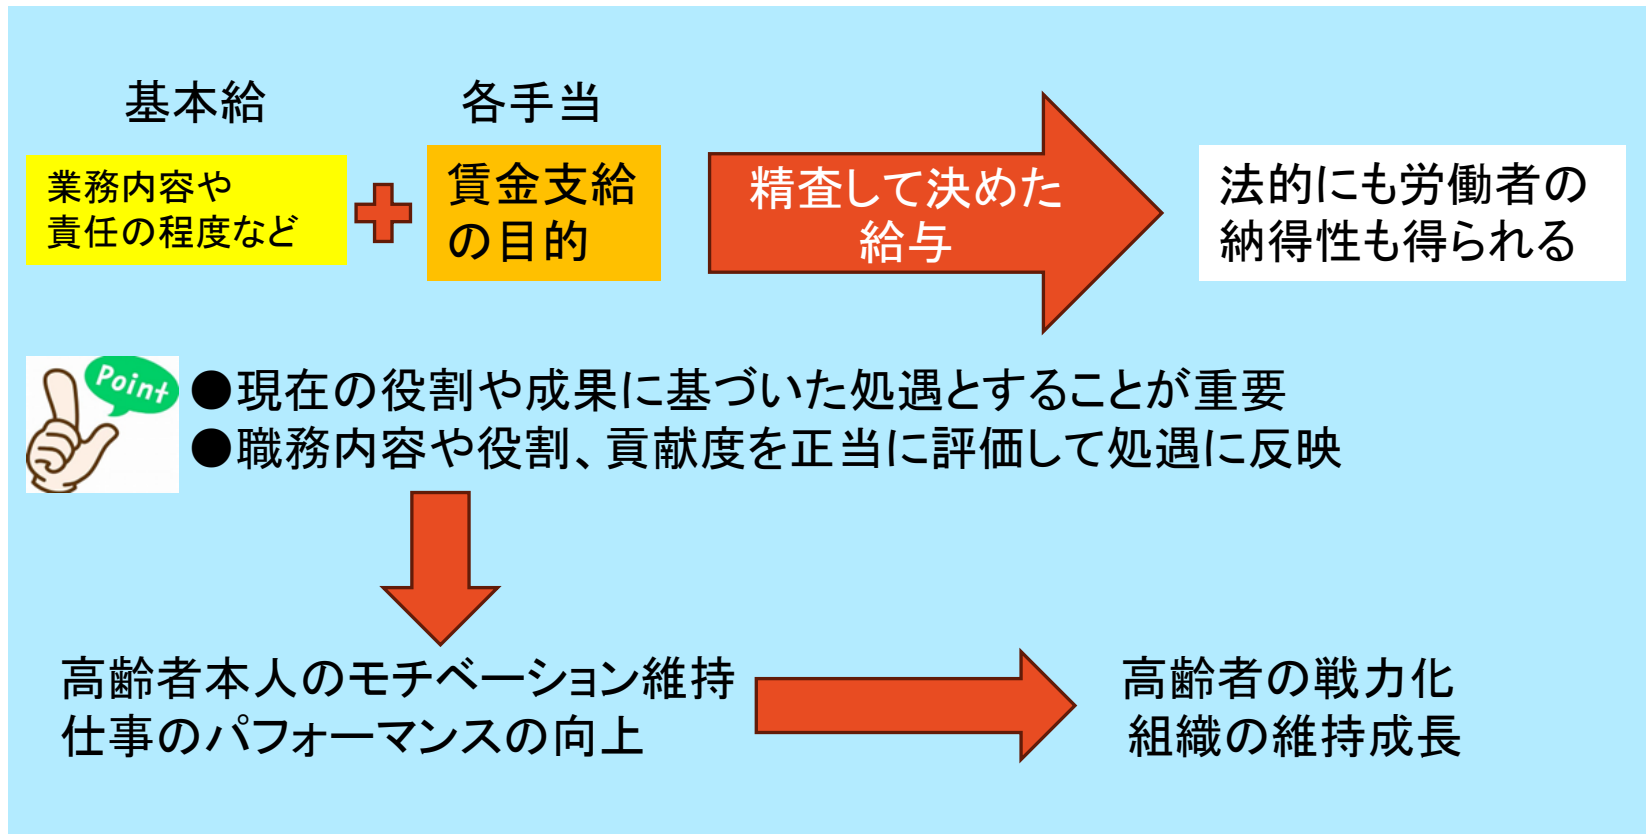 基本給
各手当
業務内容や
責任の程度など
賃金支給
の目的
精査して決めた
給与
法的にも労働者の
納得性も得られる
Point
●現在の役割や成果に基づいた処遇とすることが重要
●職務内容や役割、貢献度を正当に評価して処遇に反映
高齢者本人のモチベーション維持
仕事のパフォーマンスの向上
高齢者の戦力化
組織の維持成長